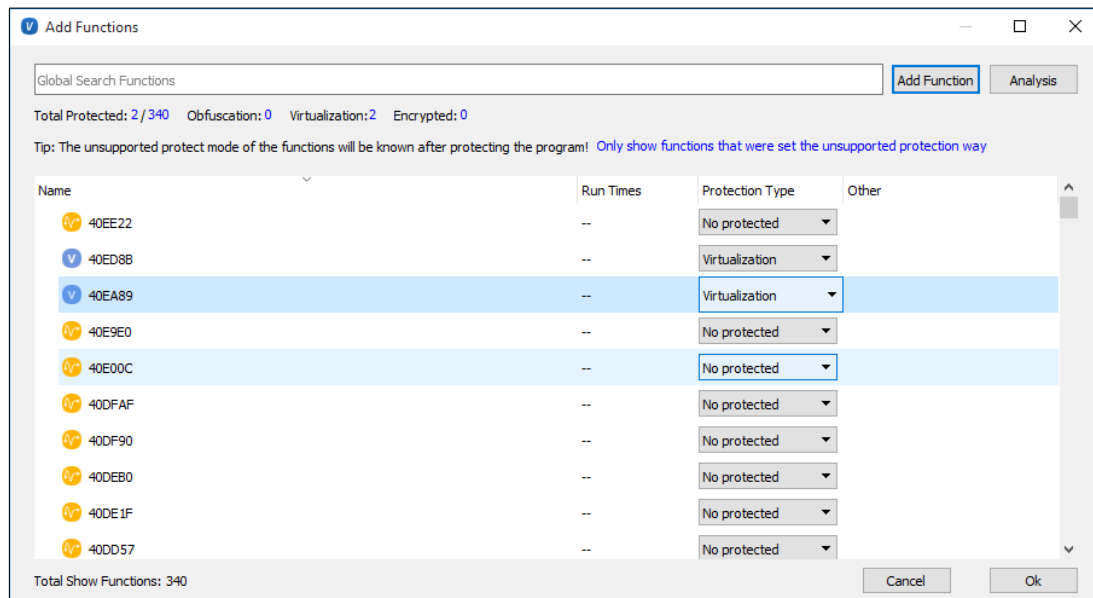 V Add Functions
Global Search Functions Add Function Analysis
Total Protected: 2 / 340 Obfuscation: 0 Virtualization: 2 Encrypted: 0
Tip: The unsupported protect mode of the functions will be known after protecting the program! Only show functions that were set the unsupported protection way
Name Run Times Protection Type Other
40EE22 -- No protected
V 40ED8B -- Virtualization
V 40EA89 -- Virtualization
40E9E0 -- No protected
40E00C -- No protected
40DFAF -- No protected
40DF90 -- No protected
40DEB0 -- No protected
40DE1F -- No protected
40DD57 -- No protected
Total Show Functions: 340 Cancel Ok